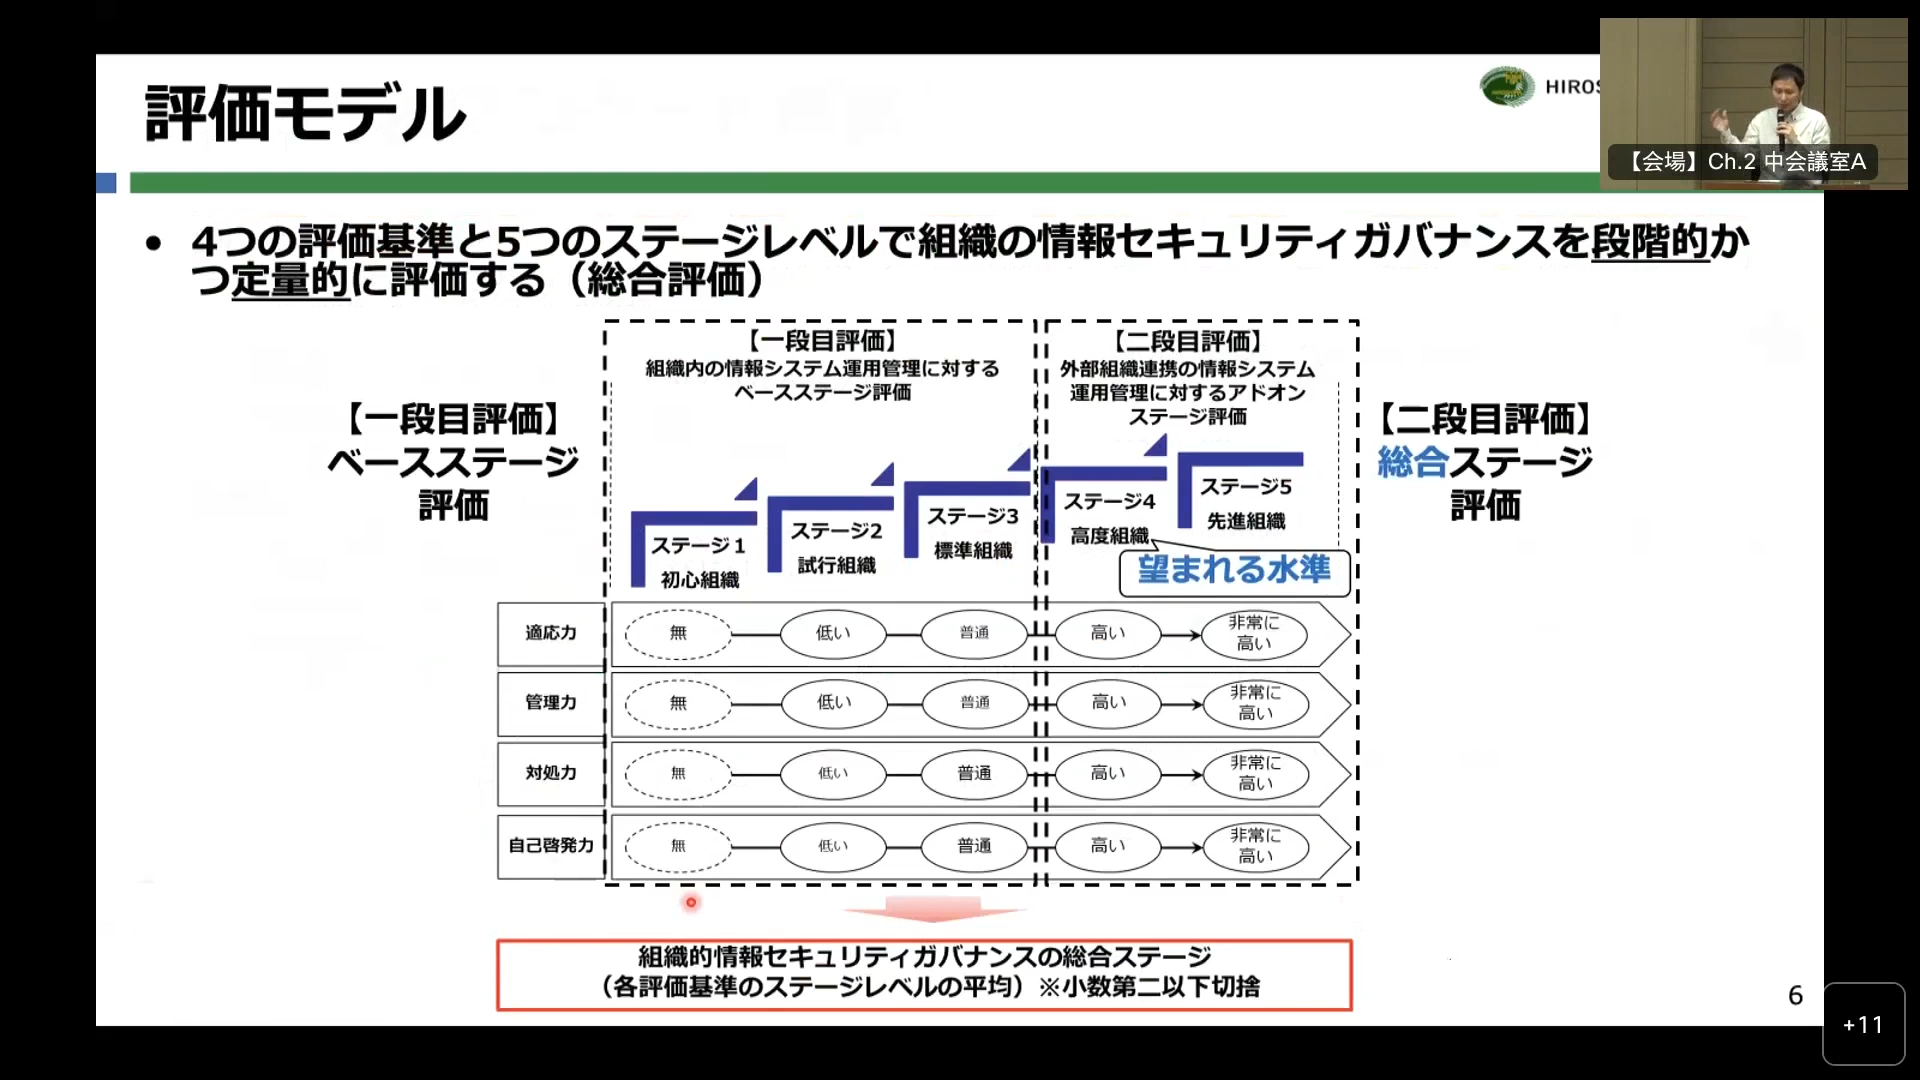 評価モデル
HIROS
【会場】Ch.2 中会議室A
• 4つの評価基準と5つのステージレベルで組織の情報セキュリティガバナンスを段階的か
つ定量的に評価する（総合評価）
【一段目評価】
ベースステージ
評価
【一段目評価】
組織内の情報システム運用管理に対する
ベースステージ評価
【二段目評価】
外部組織連携の情報システム
運用管理に対するアドオン
ステージ評価
【二段目評価】
総合ステージ
評価
ステージ1
初心組織
ステージ2
試行組織
ステージ3
標準組織
ステージ4
高度組織
ステージ5
先進組織
望まれる水準
適応力 無 低い 普通 高い 非常に
高い
管理力 無 低い 普通 高い 非常に
高い
対処力 無 低い 普通 高い 非常に
高い
自己啓発力 無 低い 普通 高い 非常に
高い
組織的情報セキュリティガバナンスの総合ステージ
（各評価基準のステージレベルの平均）※小数第二以下切捨
6
+11